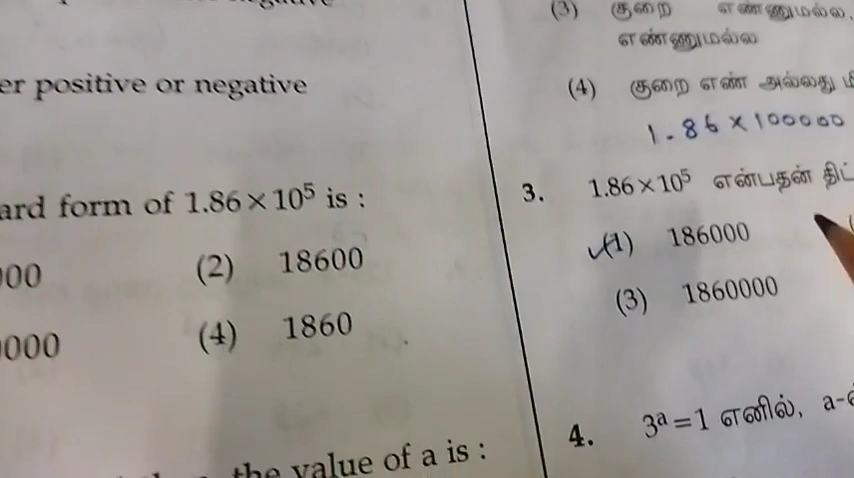 er positive or negative
ard form of 1.86×10⁵ is :
00 (2) 18600
000 (4) 1860
the value of a is :
(3) குறை எண்ணுமல்ல,
எண்ணுமல்ல
(4) குறை எண் அல்லது மி
1.86×100000
3. 1.86×10⁵ என்பதன் திட்
(1) 186000
(3) 1860000
4. 3ᵃ=1 எனில், a-